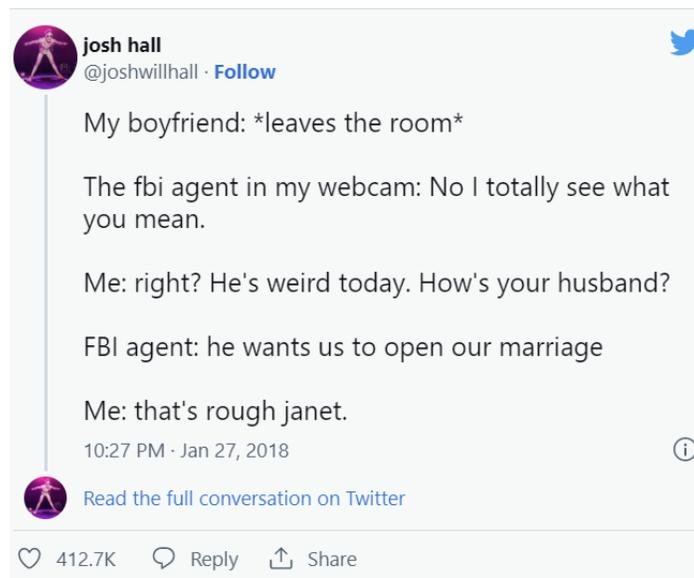 josh hall
@joshwillhall · Follow
My boyfriend: *leaves the room*
The fbi agent in my webcam: No I totally see what
you mean.
Me: right? He's weird today. How's your husband?
FBI agent: he wants us to open our marriage
Me: that's rough janet.
10:27 PM · Jan 27, 2018
Read the full conversation on Twitter
412.7K Reply Share